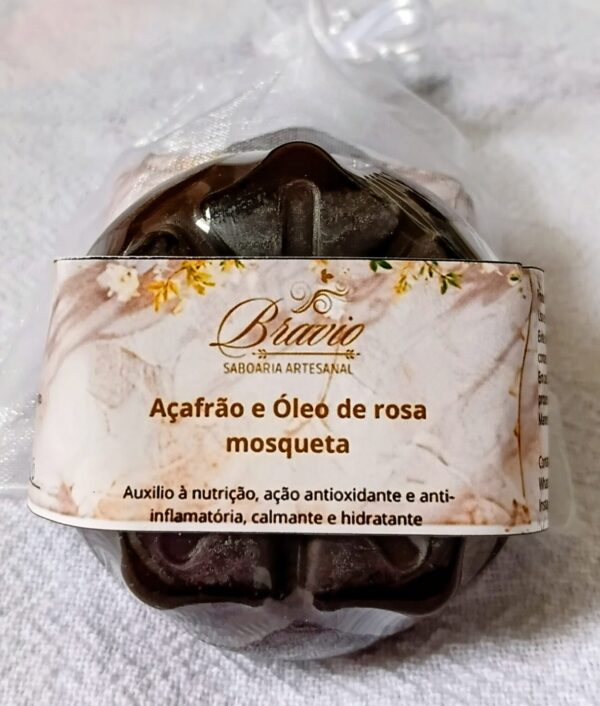 Bravio
SABOARIA ARTESANAL
Açafrão e Óleo de rosa
mosqueta
Auxilio à nutrição, ação antioxidante e anti-
inflamatória, calmante e hidratante